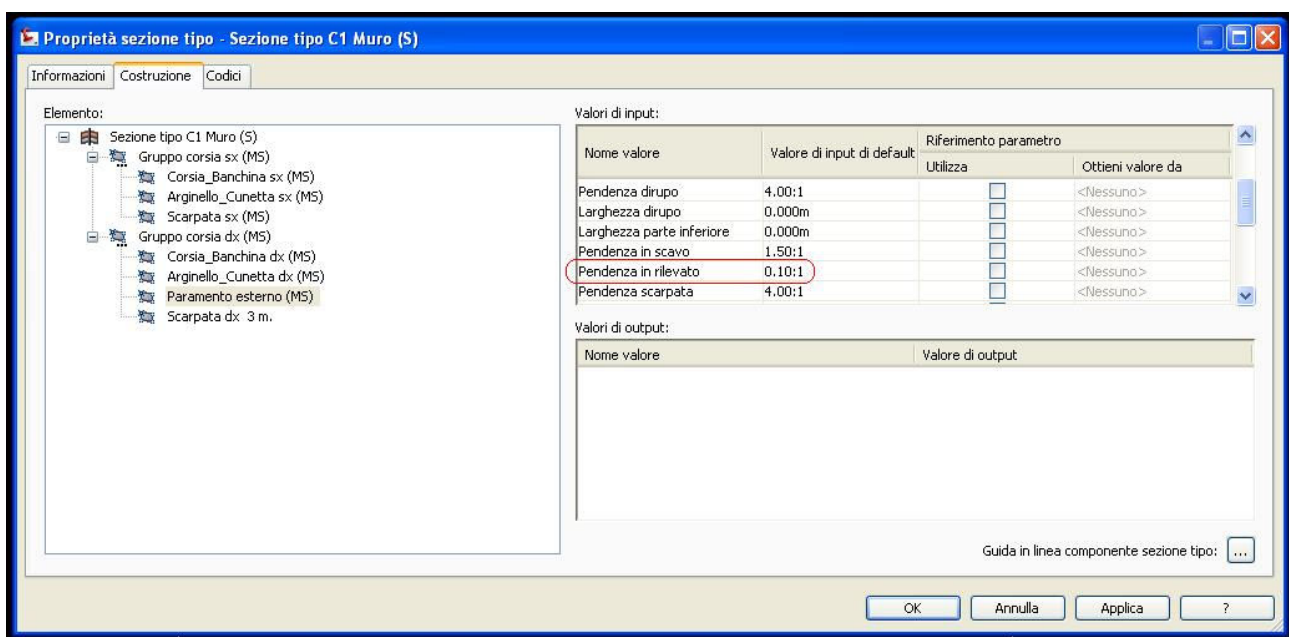 Proprietà sezione tipo - Sezione tipo C1 Muro (S)
Informazioni Costruzione Codici
Elemento:
Sezione tipo C1 Muro (S)
Gruppo corsia sx (MS)
Corsia_Banchina sx (MS)
Arginello_Cunetta sx (MS)
Scarpata sx (MS)
Gruppo corsia dx (MS)
Corsia_Banchina dx (MS)
Arginello_Cunetta dx (MS)
Paramento esterno (MS)
Scarpata dx 3 m.
Valori di input:
Nome valore Valore di input di default Riferimento parametro
Utilizza Ottieni valore da
Pendenza dirupo 4.00:1 <Nessuno>
Larghezza dirupo 0.000m <Nessuno>
Larghezza parte inferiore 0.000m <Nessuno>
Pendenza in scavo 1.50:1 <Nessuno>
Pendenza in rilevato 0.10:1 <Nessuno>
Pendenza scarpata 4.00:1 <Nessuno>
Valori di output:
Nome valore Valore di output
Guida in linea componente sezione tipo: ...
OK Annulla Applica ?